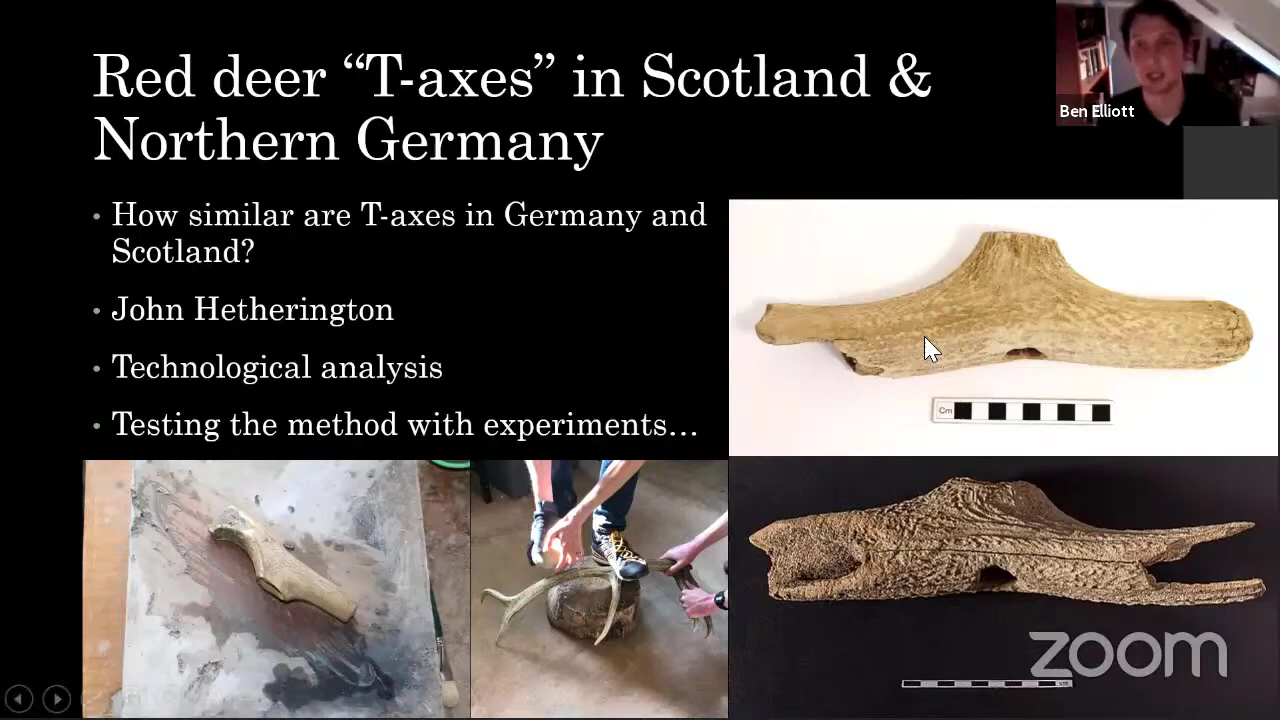 Red deer “T-axes” in Scotland &
Northern Germany
Ben Elliott
• How similar are T-axes in Germany and
Scotland?
• John Hetherington
• Technological analysis
• Testing the method with experiments…
Cm
zoom